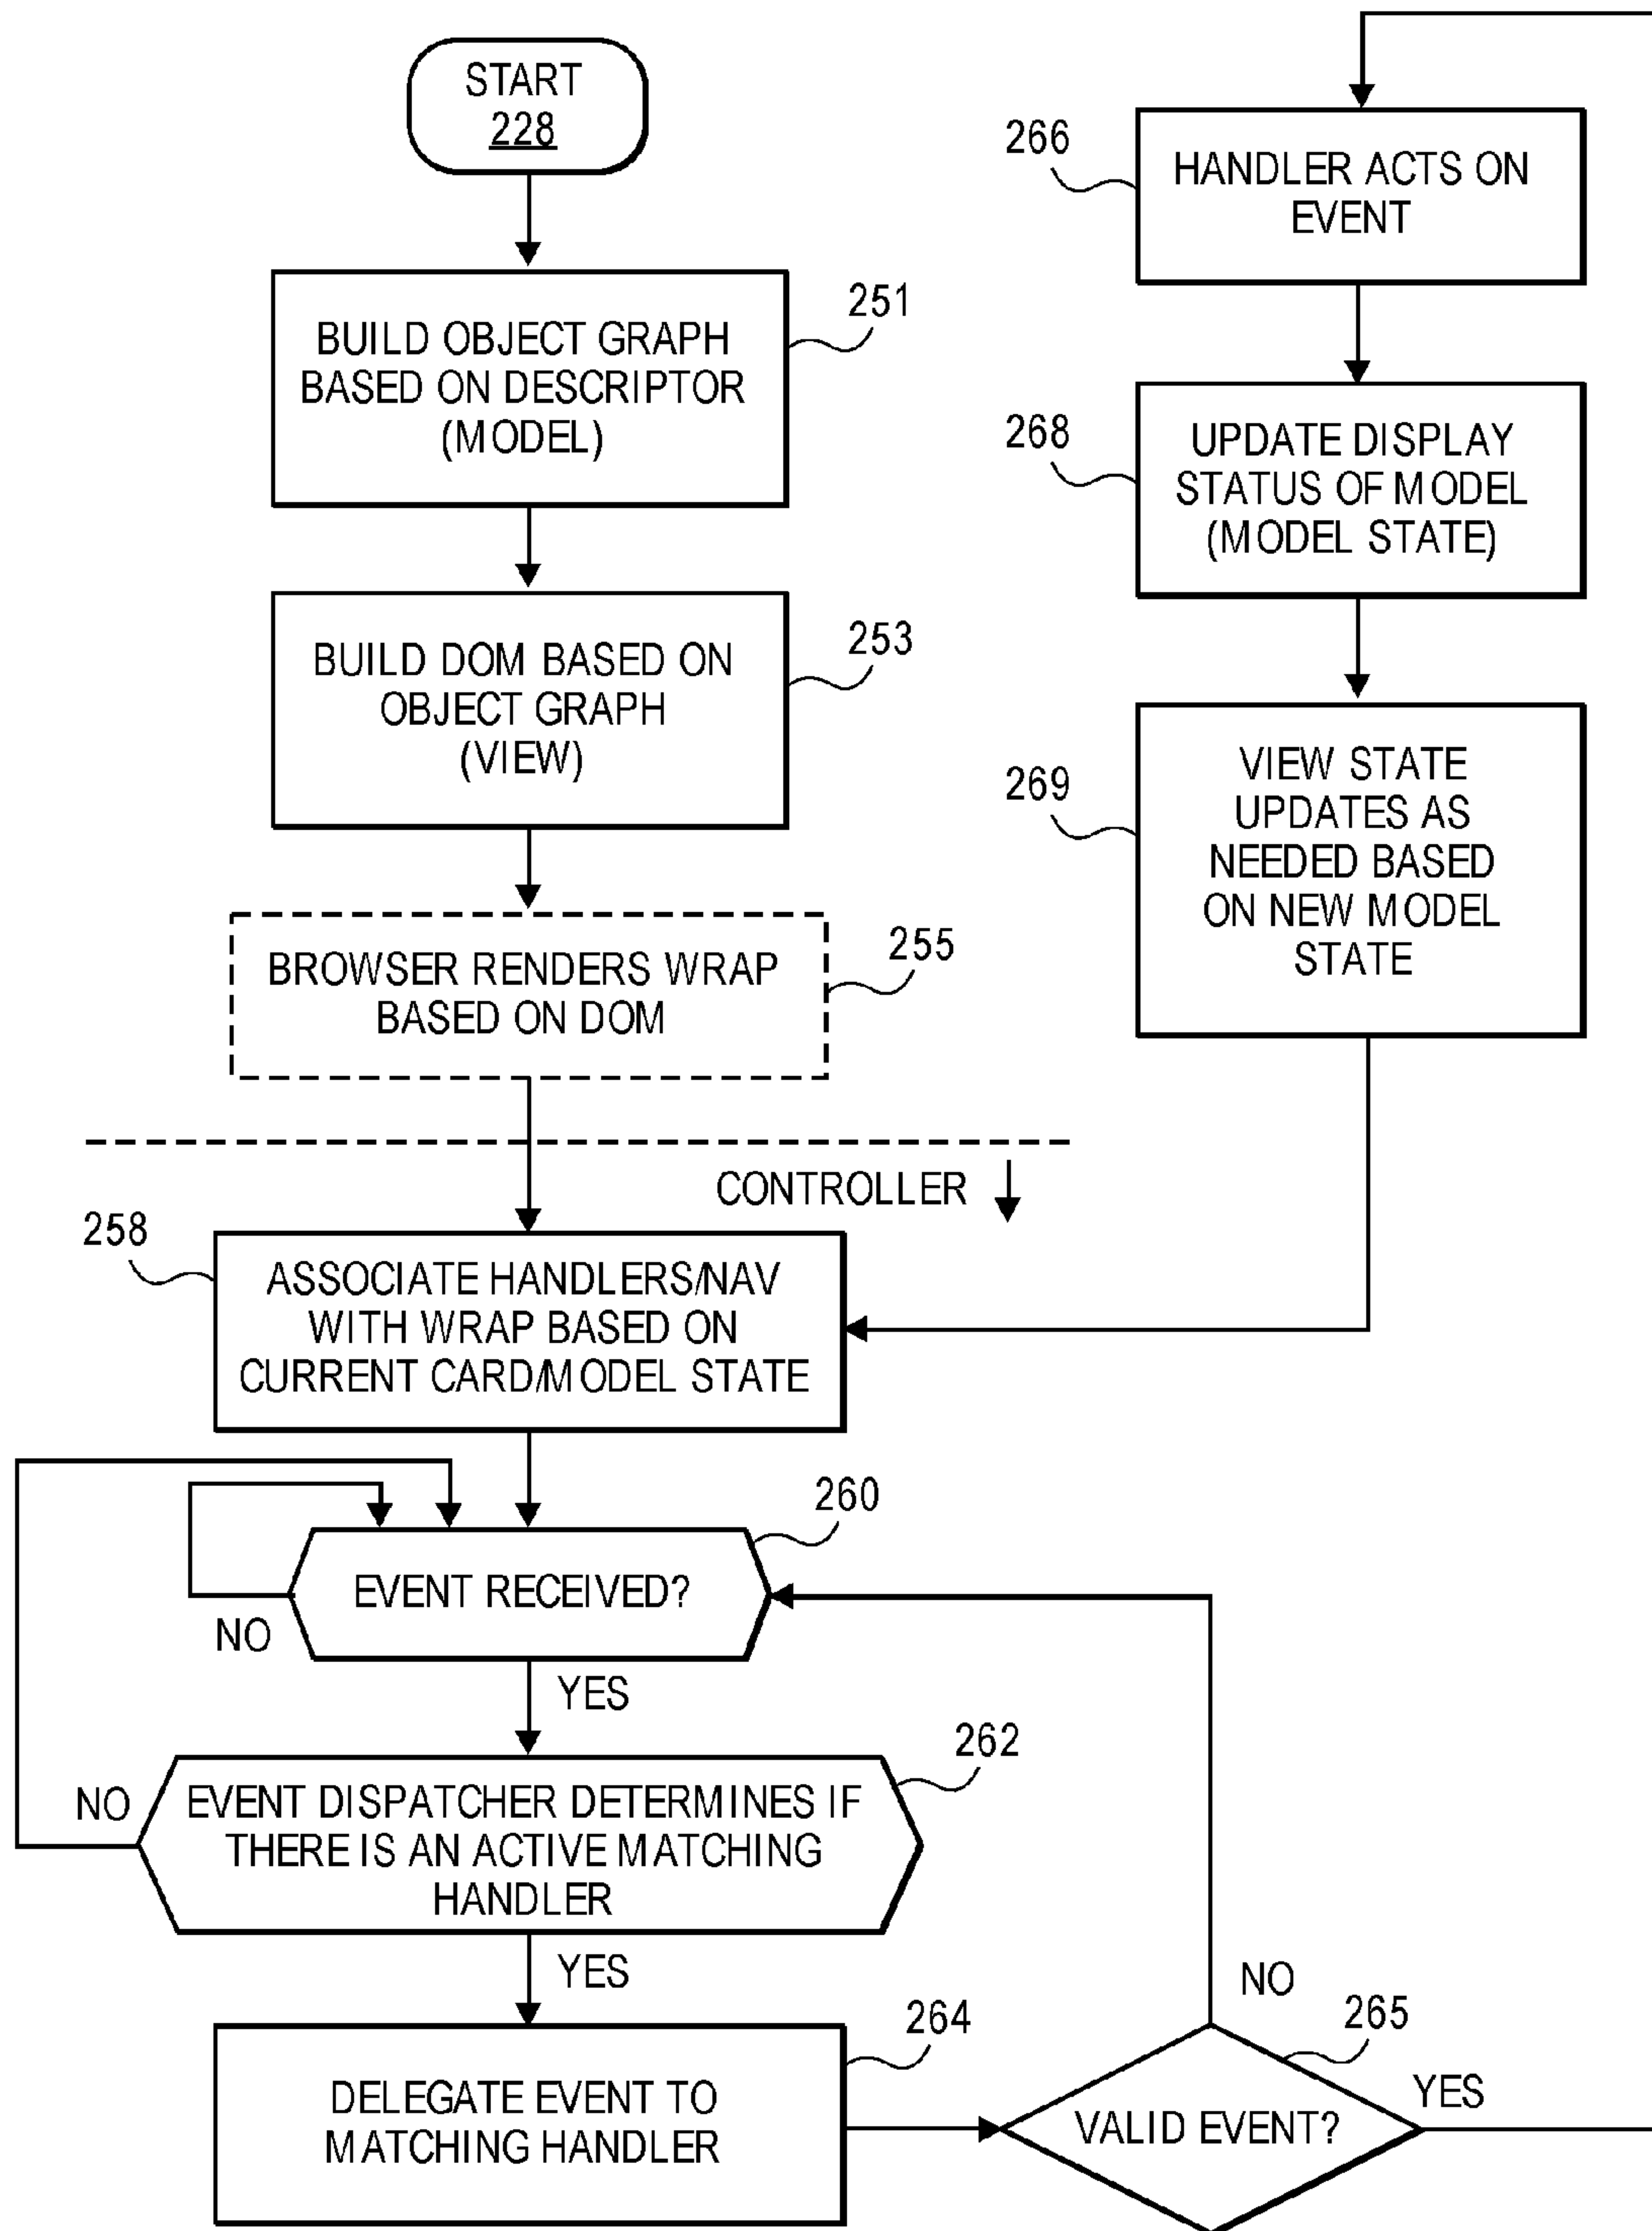 START
228
BUILD OBJECT GRAPH
BASED ON DESCRIPTOR
(MODEL)
251
BUILD DOM BASED ON
OBJECT GRAPH
(VIEW)
253
BROWSER RENDERS WRAP
BASED ON DOM
255
CONTROLLER
258
ASSOCIATE HANDLERS/NAV
WITH WRAP BASED ON
CURRENT CARD/MODEL STATE
260
EVENT RECEIVED?
NO
YES
262
NO
EVENT DISPATCHER DETERMINES IF
THERE IS AN ACTIVE MATCHING
HANDLER
YES
264
DELEGATE EVENT TO
MATCHING HANDLER
NO
265
VALID EVENT?
YES
266
HANDLER ACTS ON
EVENT
268
UPDATE DISPLAY
STATUS OF MODEL
(MODEL STATE)
269
VIEW STATE
UPDATES AS
NEEDED BASED
ON NEW MODEL
STATE